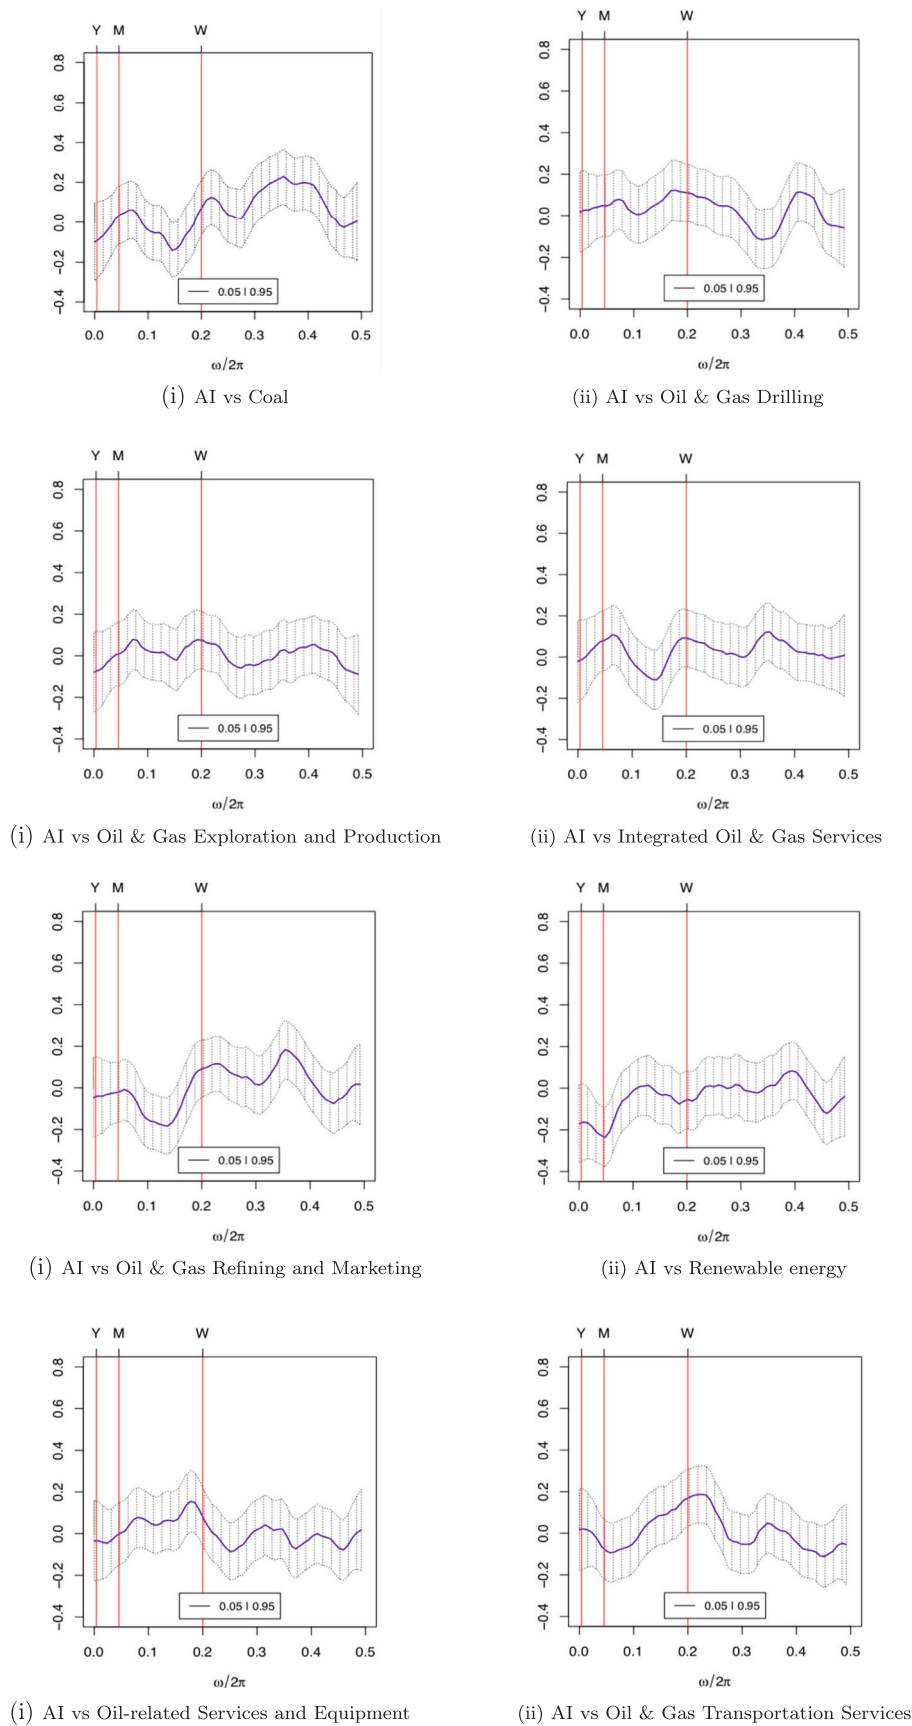 Y M W
Y M W
0.8
0.6
0.4
0.2
0.0
−0.2
−0.4
0.05 | 0.95
0.0 0.1 0.2 0.3 0.4 0.5
ω/2π
(i) AI vs Coal
0.8
0.6
0.4
0.2
0.0
−0.2
−0.4
0.05 | 0.95
0.0 0.1 0.2 0.3 0.4 0.5
ω/2π
(ii) AI vs Oil & Gas Drilling
Y M W
0.8
0.6
0.4
0.2
0.0
−0.2
−0.4
0.05 | 0.95
0.0 0.1 0.2 0.3 0.4 0.5
ω/2π
(i) AI vs Oil & Gas Exploration and Production
Y M W
0.8
0.6
0.4
0.2
0.0
−0.2
−0.4
0.05 | 0.95
0.0 0.1 0.2 0.3 0.4 0.5
ω/2π
(ii) AI vs Integrated Oil & Gas Services
Y M W
0.8
0.6
0.4
0.2
0.0
−0.2
−0.4
0.05 | 0.95
0.0 0.1 0.2 0.3 0.4 0.5
ω/2π
(i) AI vs Oil & Gas Refining and Marketing
Y M W
0.8
0.6
0.4
0.2
0.0
−0.2
−0.4
0.05 | 0.95
0.0 0.1 0.2 0.3 0.4 0.5
ω/2π
(ii) AI vs Renewable energy
Y M W
0.8
0.6
0.4
0.2
0.0
−0.2
−0.4
0.05 | 0.95
0.0 0.1 0.2 0.3 0.4 0.5
ω/2π
(i) AI vs Oil-related Services and Equipment
Y M W
0.8
0.6
0.4
0.2
0.0
−0.2
−0.4
0.05 | 0.95
0.0 0.1 0.2 0.3 0.4 0.5
ω/2π
(ii) AI vs Oil & Gas Transportation Services